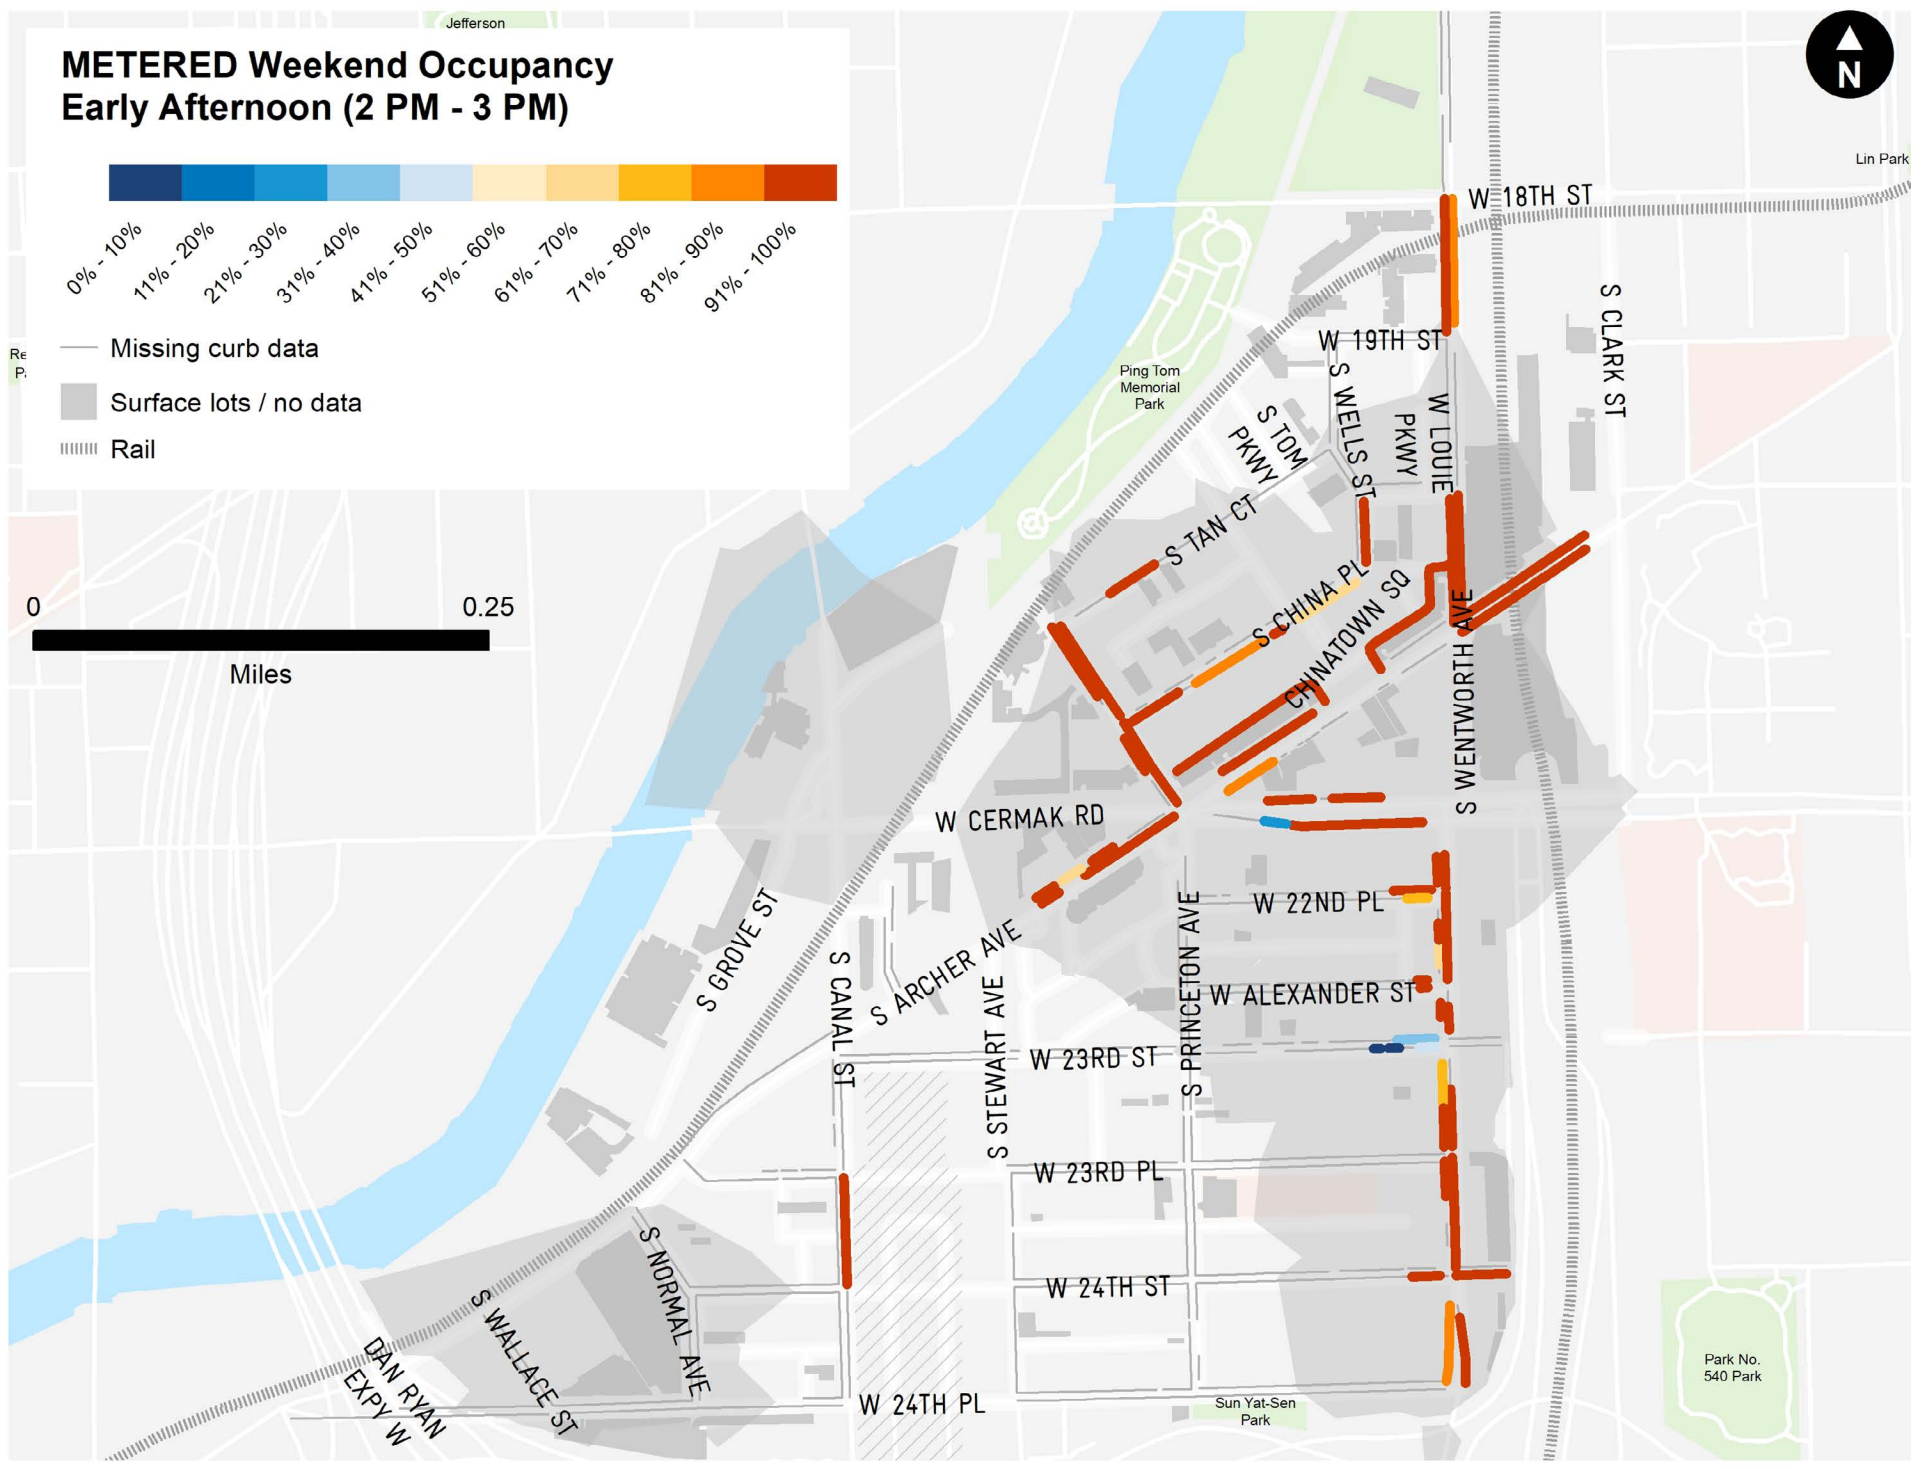 Jefferson
METERED Weekend Occupancy
Early Afternoon (2 PM - 3 PM)
0% - 10%
11% - 20%
21% - 30%
31% - 40%
41% - 50%
51% - 60%
61% - 70%
71% - 80%
81% - 90%
91% - 100%
Missing curb data
Surface lots / no data
Rail
N
Lin Park
W 18TH ST
S CLARK ST
W 19TH ST
Re
P
Ping Tom
Memorial
Park
S TOM
PKWY
S WELLS ST
W LOUIE
PKWY
S TAN CT
S CHINA PL
CHINATOWN SQ
S WENTWORTH AVE
0
0.25
Miles
W CERMAK RD
W 22ND PL
S GROVE ST
S CANAL ST
S ARCHER AVE
S STEWART AVE
S PRINCETON AVE
W ALEXANDER ST
W 23RD ST
W 23RD PL
W 24TH ST
S NORMAL AVE
S WALLACE ST
DAN RYAN
EXPY W
W 24TH PL
Sun Yat-Sen
Park
Park No.
540 Park